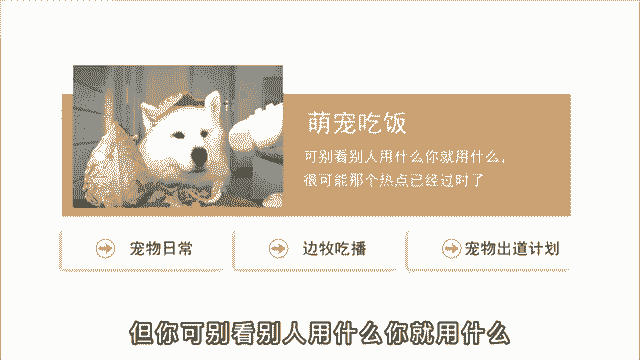 萌宠吃饭
可别看别人用什么你就用什么，
很可能那个热点已经过时了
宠物日常
边牧吃播
宠物出道计划
但你可别看别人用什么你就用什么